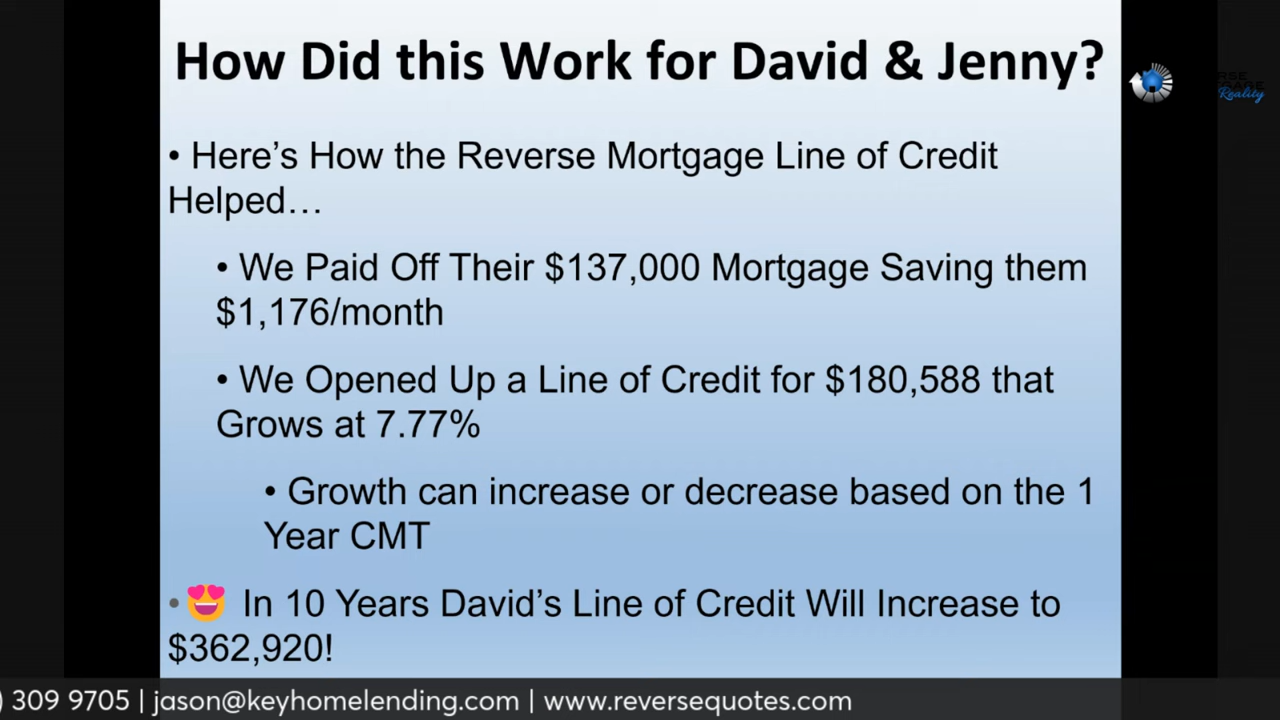 How Did this Work for David & Jenny?
RSE
Reality
• Here's How the Reverse Mortgage Line of Credit
Helped…
• We Paid Off Their $137,000 Mortgage Saving them
$1,176/month
• We Opened Up a Line of Credit for $180,588 that
Grows at 7.77%
• Growth can increase or decrease based on the 1
Year CMT
•😍 In 10 Years David's Line of Credit Will Increase to
$362,920!
) 309 9705 | jason@keyhomelending.com | www.reversequotes.com